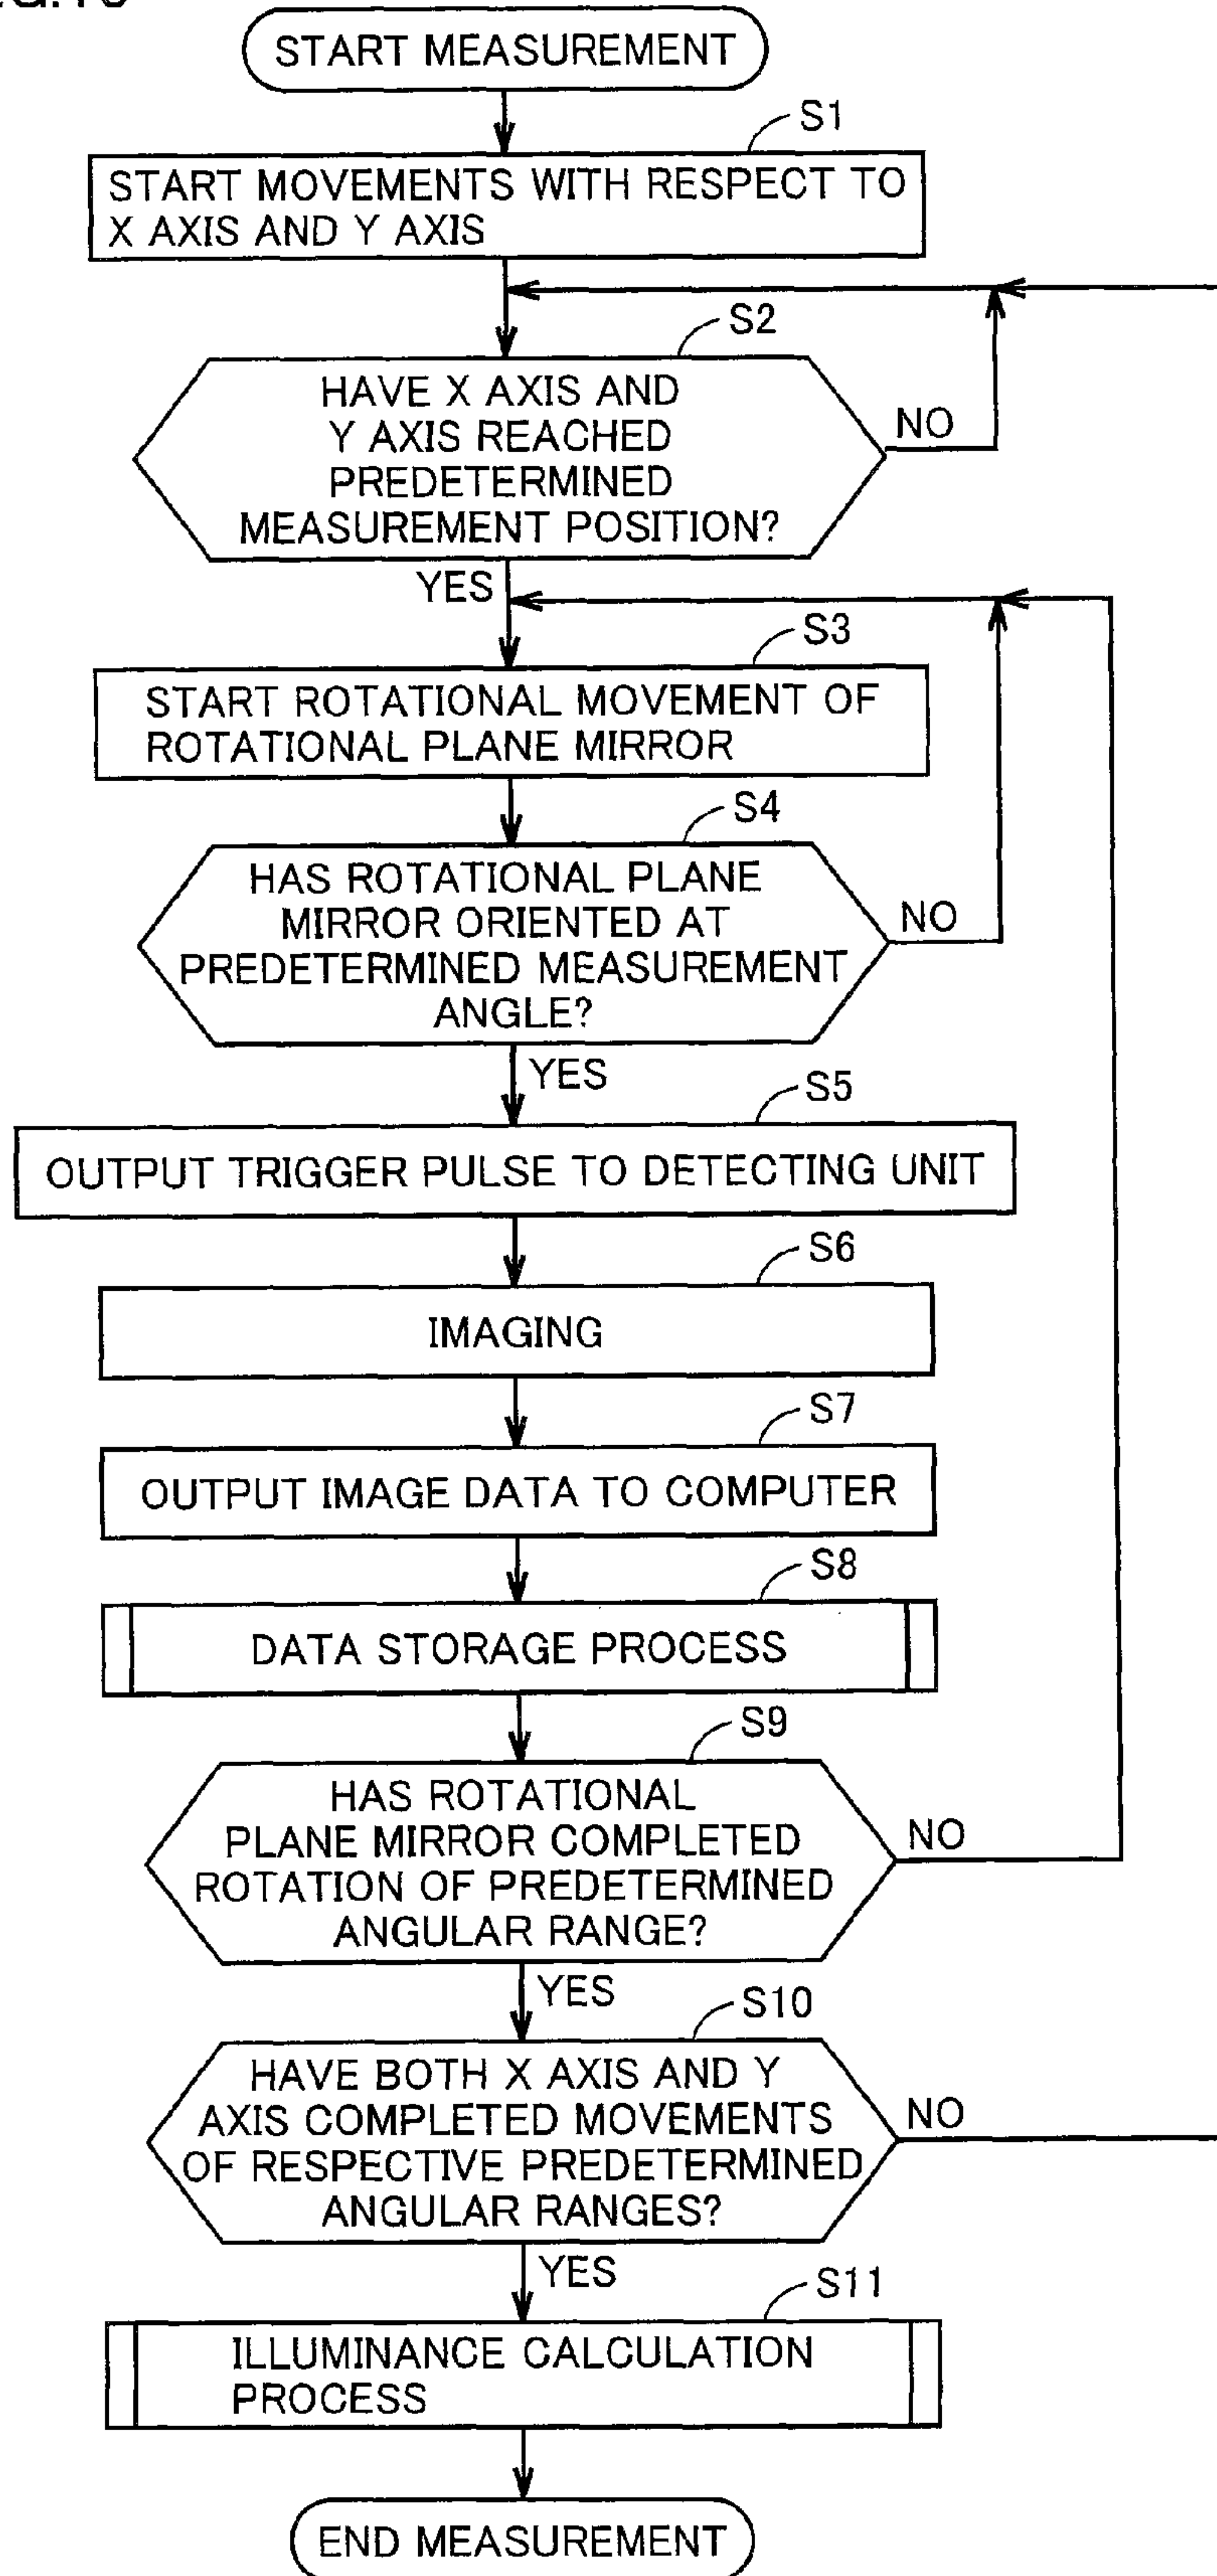 START MEASUREMENT
S1
START MOVEMENTS WITH RESPECT TO
X AXIS AND Y AXIS
S2
HAVE X AXIS AND
Y AXIS REACHED
PREDETERMINED
MEASUREMENT POSITION?
NO
YES
S3
START ROTATIONAL MOVEMENT OF
ROTATIONAL PLANE MIRROR
S4
HAS ROTATIONAL PLANE
MIRROR ORIENTED AT
PREDETERMINED MEASUREMENT
ANGLE?
NO
YES
S5
OUTPUT TRIGGER PULSE TO DETECTING UNIT
S6
IMAGING
S7
OUTPUT IMAGE DATA TO COMPUTER
S8
DATA STORAGE PROCESS
S9
HAS ROTATIONAL
PLANE MIRROR COMPLETED
ROTATION OF PREDETERMINED
ANGULAR RANGE?
NO
YES
S10
HAVE BOTH X AXIS AND Y
AXIS COMPLETED MOVEMENTS
OF RESPECTIVE PREDETERMINED
ANGULAR RANGES?
NO
YES
S11
ILLUMINANCE CALCULATION
PROCESS
END MEASUREMENT